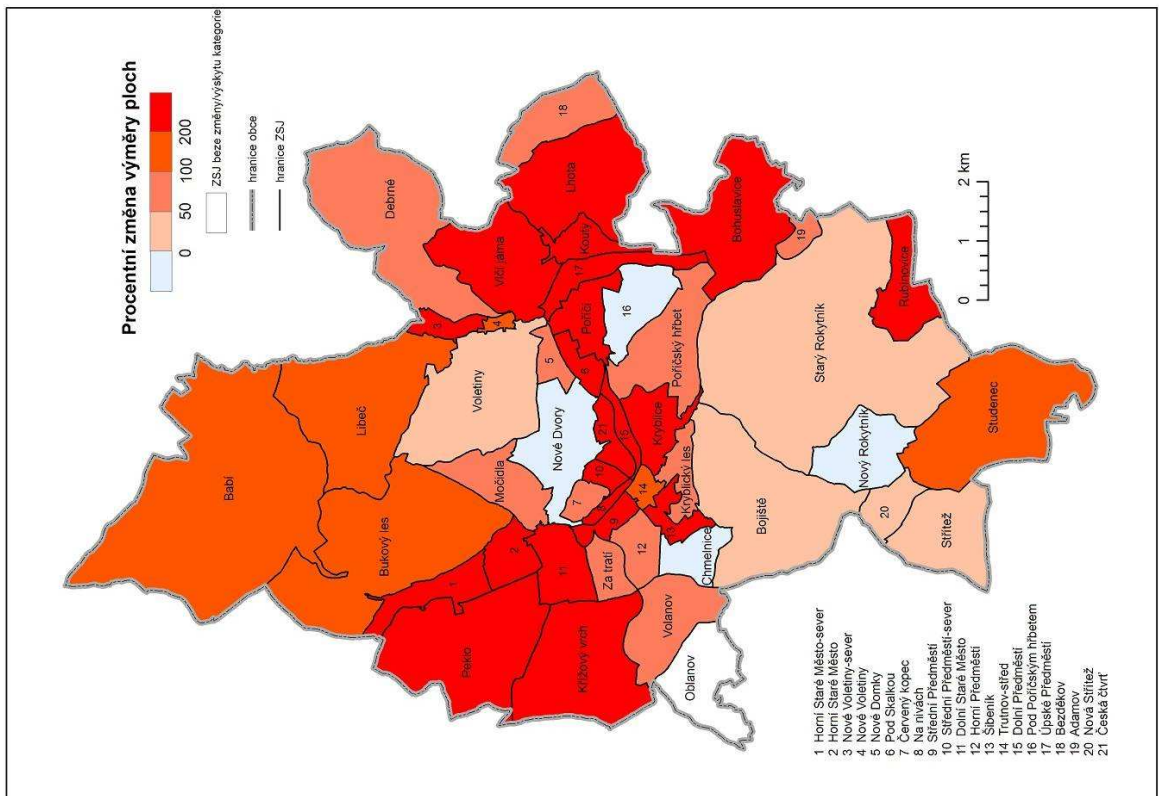 Procentní změna výměry ploch
0
50
100
200
ZSJ beze změny/výskytu kategorie
hranice obce
hranice ZSJ
Babí
Libeč
Bukový les
Debrné
18
Lhota
Vlčí jáma
Kouty
17
3
4
Voletiny
5
6
Poříčí
16
Bohuslavice
19
Rubínovice
Poříčský hřbet
Starý Rokytník
Nové Dvory
Močidla
21
15
10
7
8
9
Kryblice
14
Kryblický les
13
12
Za tratí
11
2
1
Peklo
Křížový vrch
Volanov
Oblanov
Chmelnice
Bojiště
Nový Rokytník
Studenec
20
Střítež
0 1 2 km
1 Horní Staré Město-sever
2 Horní Staré Město
3 Nové Voletiny-sever
4 Nové Voletiny
5 Nové Domky
6 Pod Skalkou
7 Červený kopec
8 Na nivách
9 Střední Předměstí
10 Střední Předměstí-sever
11 Dolní Staré Město
12 Horní Předměstí
13 Šibeník
14 Trutnov-střed
15 Dolní Předměstí
16 Pod Poříčským hřbetem
17 Úpské Předměstí
18 Bezděkov
19 Adamov
20 Nová Střítež
21 Česká čtvrť